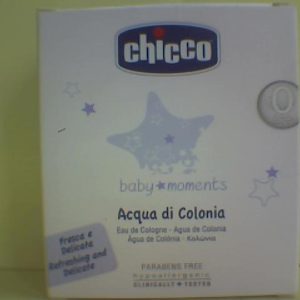 chicco
0
baby moments
Acqua di Colonia
Eau de Cologne - Agua de Colonia
Água de Colónia - Κολώνια
Fresca e
Delicata
Refreshing and
Delicate
PARABENS FREE
hypoallergenic
CLINICALLY TESTED